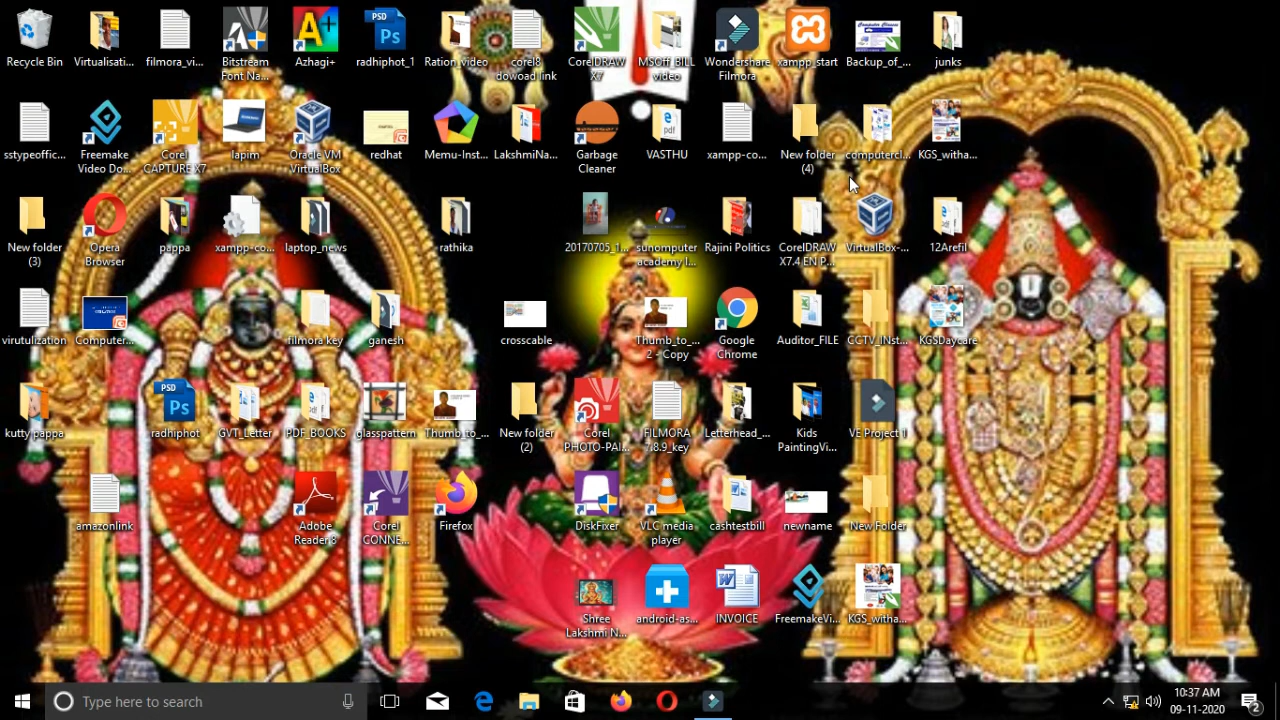 Recycle Bin
Virtualisati...
filmora_vi...
Bitstream
Font Na...
Azhagi+
PSD
Ps
radhiphot_1
Ration_video
corel8
dowoad link
CorelDRAW
X7
MSOff_BILL
video
Wondershare
Filmora
xampp_start
Backup_of_...
junks
sstypeoffic...
Freemake
Video Do...
Corel
CAPTURE X7
lapim
Oracle VM
VirtualBox
redhat
Memu-Inst...
LakshmiNa...
Garbage
Cleaner
pdf
VASTHU
xampp-co...
New folder
(4)
computercl...
KGS_witha...
New folder
(3)
Opera
Browser
pappa
xampp-co...
laptop_news
rathika
20170705_1...
sunomputer
academy l...
Rajini Politics
CorelDRAW
X7.4 EN P...
VirtualBox-...
12Arefil
virutulization
Computer...
filmora key
ganesh
crosscable
Thumb_to_...
2 - Copy
Google
Chrome
Auditor_FILE
CCTV_INst...
KGSDaycare
kutty pappa
PSD
Ps
radhiphot
GVT_Letter
pdf
PDF_BOOKS
glasspattern
Thumb_to_...
New folder
(2)
Corel
PHOTO-PAI...
FILMORA
7.8.9_key
Letterhead_...
Kids
PaintingVi...
VE Project 1
amazonlink
Adobe
Reader 8
Corel
CONNE...
Firefox
DiskFixer
VLC media
player
cashtestbill
newname
New Folder
Shree
Lakshmi N...
android-as...
INVOICE
FreemakeVi...
KGS_witha...
Type here to search
10:37 AM
09-11-2020
2